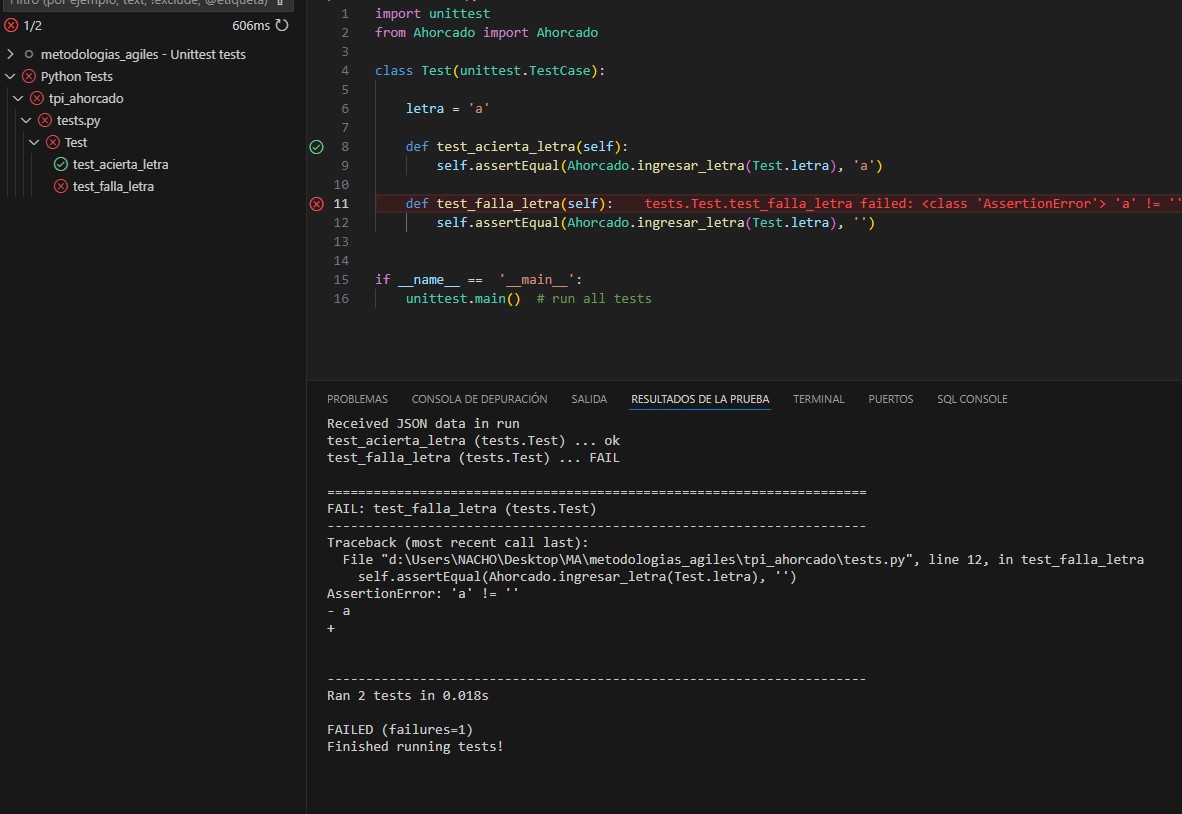 Filtro (por ejemplo, text, !exclude, @etiqueta)
1/2 606ms
metodologias_agiles - Unittest tests
Python Tests
tpi_ahorcado
tests.py
Test
test_acierta_letra
test_falla_letra
1 import unittest
2 from Ahorcado import Ahorcado
3
4 class Test(unittest.TestCase):
5
6 letra = 'a'
7
8 def test_acierta_letra(self):
9 self.assertEqual(Ahorcado.ingresar_letra(Test.letra), 'a')
10
11 def test_falla_letra(self): tests.Test.test_falla_letra failed: <class 'AssertionError'> 'a' != ''
12 self.assertEqual(Ahorcado.ingresar_letra(Test.letra), '')
13
14
15 if __name__ == '__main__':
16 unittest.main() # run all tests
PROBLEMAS CONSOLA DE DEPURACIÓN SALIDA RESULTADOS DE LA PRUEBA TERMINAL PUERTOS SQL CONSOLE
Received JSON data in run
test_acierta_letra (tests.Test) ... ok
test_falla_letra (tests.Test) ... FAIL
======================================================================
FAIL: test_falla_letra (tests.Test)
----------------------------------------------------------------------
Traceback (most recent call last):
File "d:\Users\NACHO\Desktop\MA\metodologias_agiles\tpi_ahorcado\tests.py", line 12, in test_falla_letra
self.assertEqual(Ahorcado.ingresar_letra(Test.letra), '')
AssertionError: 'a' != ''
- a
+
----------------------------------------------------------------------
Ran 2 tests in 0.018s
FAILED (failures=1)
Finished running tests!